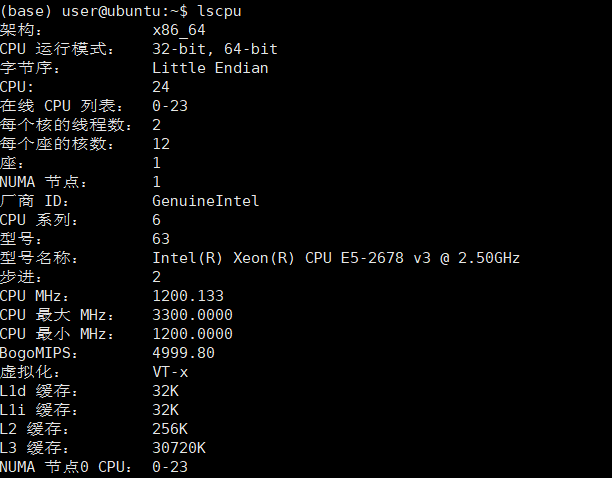 (base) user@ubuntu:~$ lscpu
架构： x86_64
CPU 运行模式： 32-bit, 64-bit
字节序： Little Endian
CPU: 24
在线 CPU 列表： 0-23
每个核的线程数： 2
每个座的核数： 12
座： 1
NUMA 节点： 1
厂商 ID： GenuineIntel
CPU 系列： 6
型号： 63
型号名称： Intel(R) Xeon(R) CPU E5-2678 v3 @ 2.50GHz
步进： 2
CPU MHz： 1200.133
CPU 最大 MHz： 3300.0000
CPU 最小 MHz： 1200.0000
BogoMIPS： 4999.80
虚拟化： VT-x
L1d 缓存： 32K
L1i 缓存： 32K
L2 缓存： 256K
L3 缓存： 30720K
NUMA 节点0 CPU： 0-23